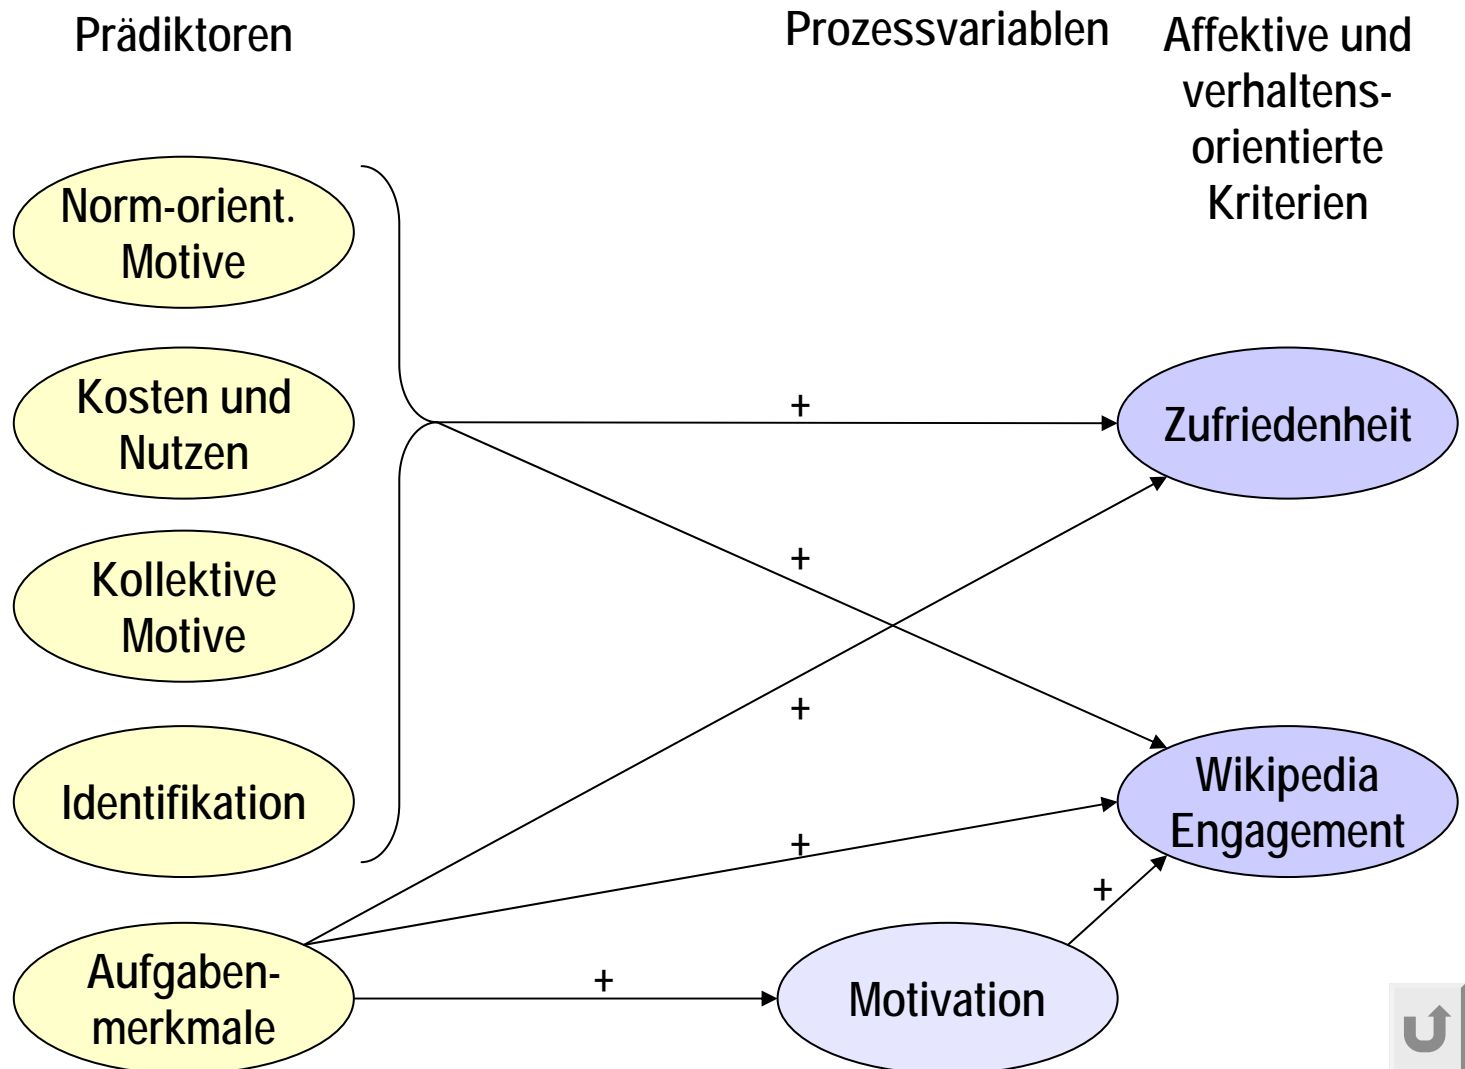 Prädiktoren
Prozessvariablen
Affektive und
verhaltens-
orientierte
Kriterien
Norm-orient.
Motive
Kosten und
Nutzen
Kollektive
Motive
Identifikation
Aufgaben-
merkmale
+
+
+
+
+
+
Zufriedenheit
Wikipedia
Engagement
Motivation